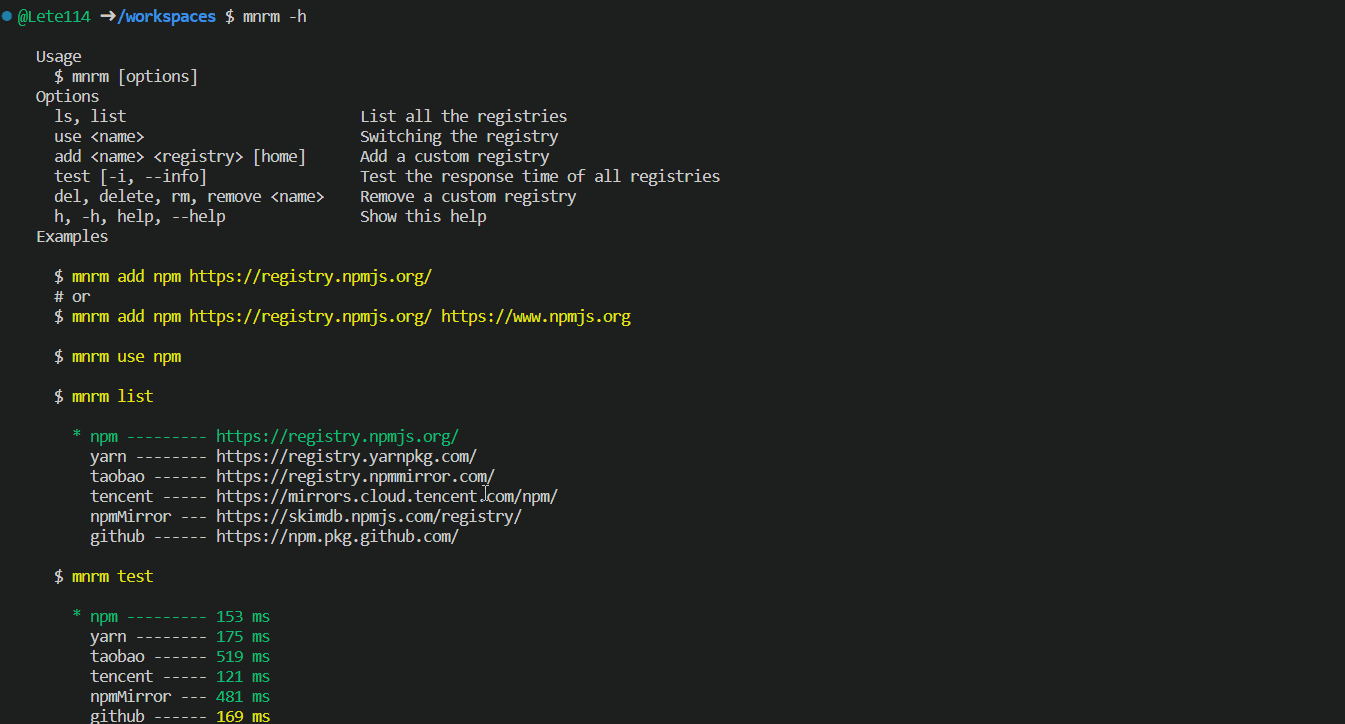 @Lete114 ➜/workspaces $ mnrm -h
Usage
$ mnrm [options]
Options
ls, list                          List all the registries
use <name>                        Switching the registry
add <name> <registry> [home]      Add a custom registry
test [-i, --info]                 Test the response time of all registries
del, delete, rm, remove <name>    Remove a custom registry
h, -h, help, --help               Show this help
Examples
$ mnrm add npm https://registry.npmjs.org/
# or
$ mnrm add npm https://registry.npmjs.org/ https://www.npmjs.org
$ mnrm use npm
$ mnrm list
* npm --------- https://registry.npmjs.org/
yarn -------- https://registry.yarnpkg.com/
taobao ------ https://registry.npmmirror.com/
tencent ----- https://mirrors.cloud.tencent.com/npm/
npmMirror --- https://skimdb.npmjs.com/registry/
github ------ https://npm.pkg.github.com/
$ mnrm test
* npm --------- 153 ms
yarn -------- 175 ms
taobao ------ 519 ms
tencent ----- 121 ms
npmMirror --- 481 ms
github ------ 169 ms